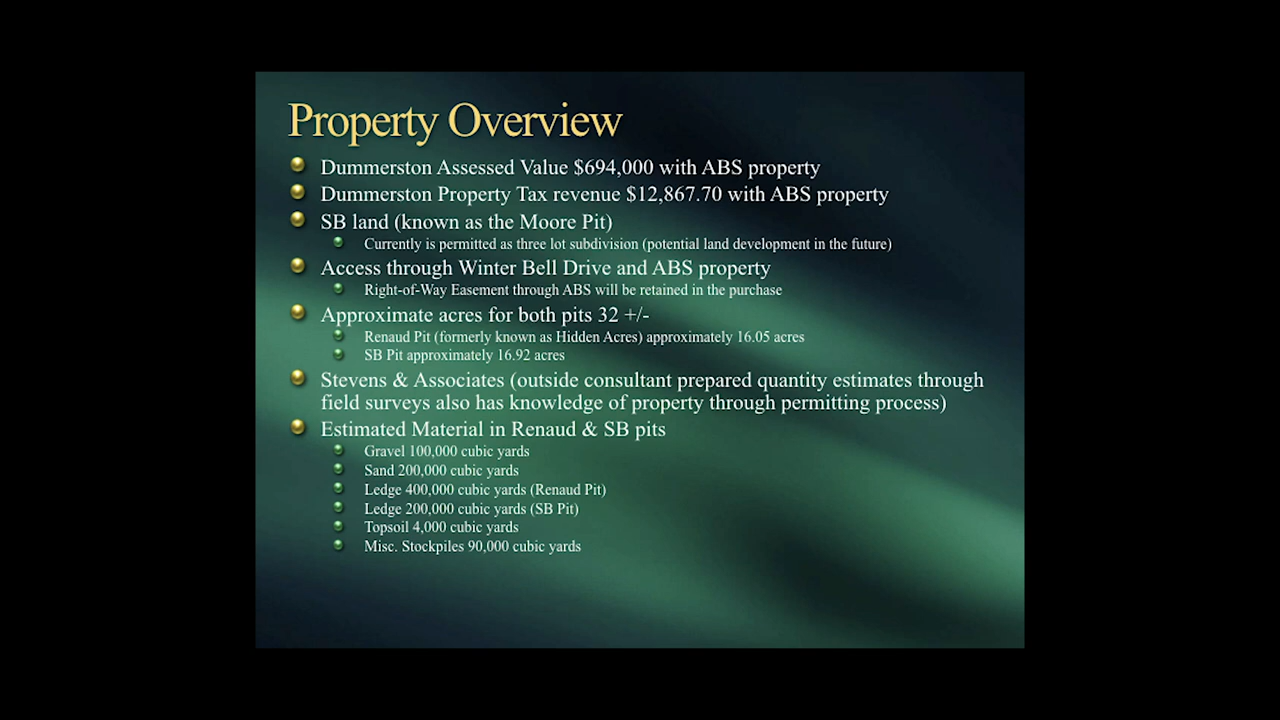 Property Overview
Dummerston Assessed Value $694,000 with ABS property
Dummerston Property Tax revenue $12,867.70 with ABS property
SB land (known as the Moore Pit)
Currently is permitted as three lot subdivision (potential land development in the future)
Access through Winter Bell Drive and ABS property
Right-of-Way Easement through ABS will be retained in the purchase
Approximate acres for both pits 32 +/-
Renaud Pit (formerly known as Hidden Acres) approximately 16.05 acres
SB Pit approximately 16.92 acres
Stevens & Associates (outside consultant prepared quantity estimates through
field surveys also has knowledge of property through permitting process)
Estimated Material in Renaud & SB pits
Gravel 100,000 cubic yards
Sand 200,000 cubic yards
Ledge 400,000 cubic yards (Renaud Pit)
Ledge 200,000 cubic yards (SB Pit)
Topsoil 4,000 cubic yards
Misc. Stockpiles 90,000 cubic yards